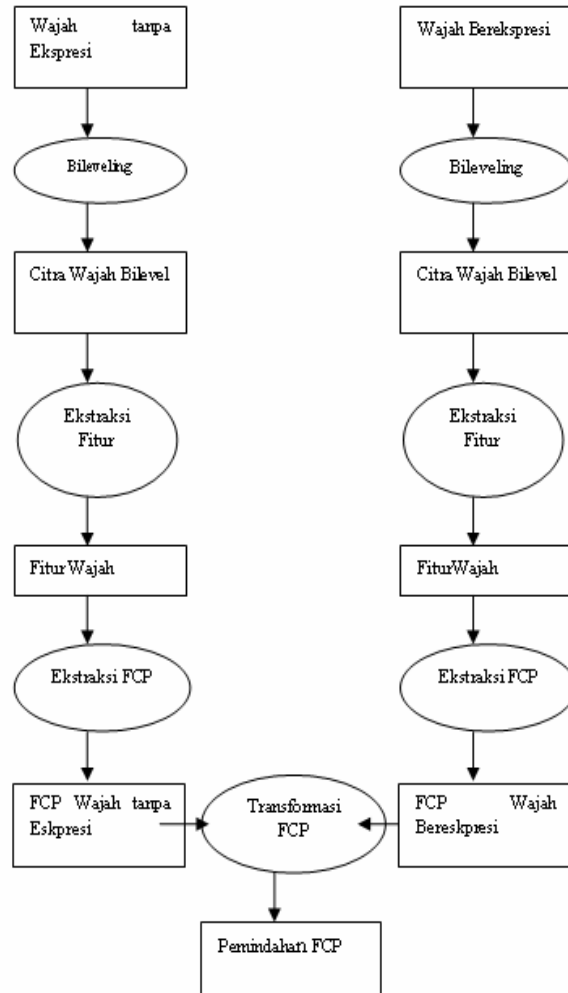 Wajah tanpa
Ekspresi
Bileveling
Citra Wajah Bilevel
Ekstraksi
Fitur
Fitur Wajah
Ekstraksi FCP
FCP Wajah tanpa
Eskpresi
Wajah Berekspresi
Bileveling
Citra Wajah Bilevel
Ekstraksi
Fitur
FiturWajah
Ekstraksi FCP
FCP Wajah
Bereskpresi
Transformasi
FCP
Pemindahan FCP